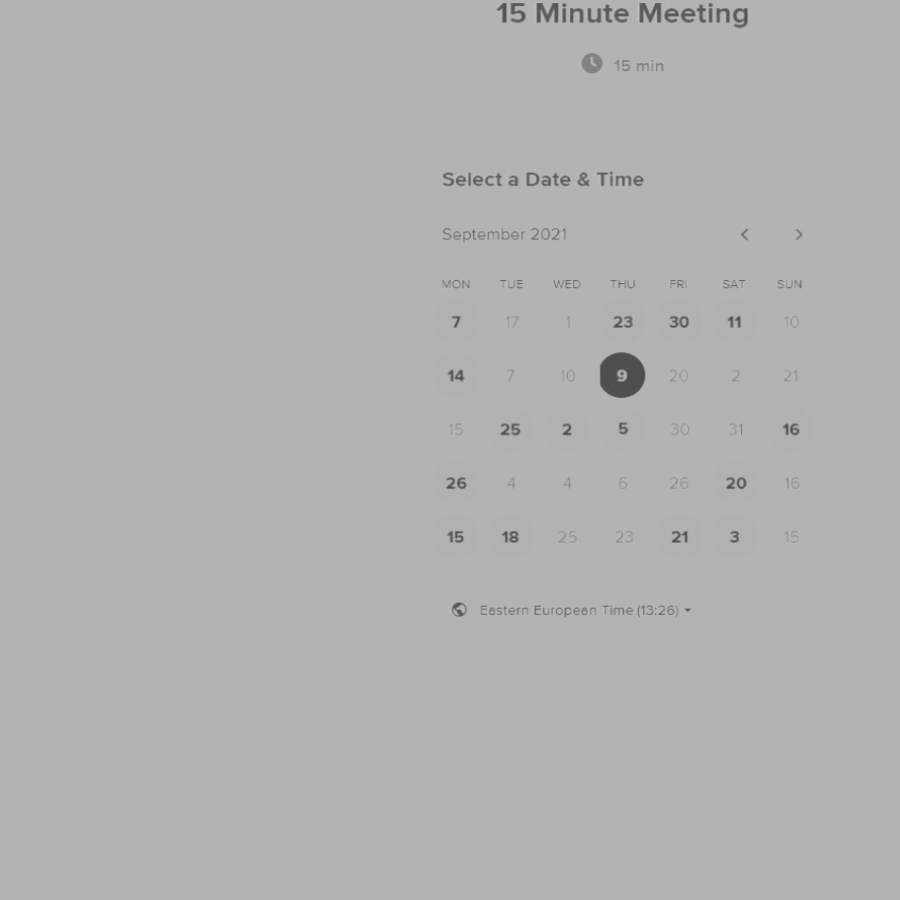 15 Minute Meeting
15 min
Select a Date & Time
September 2021
MON TUE WED THU FRI SAT SUN
7 17 1 23 30 11 10
14 7 10 9 20 2 21
15 25 2 5 30 31 16
26 4 4 6 26 20 16
15 18 25 23 21 3 15
Eastern European Time (13:26)